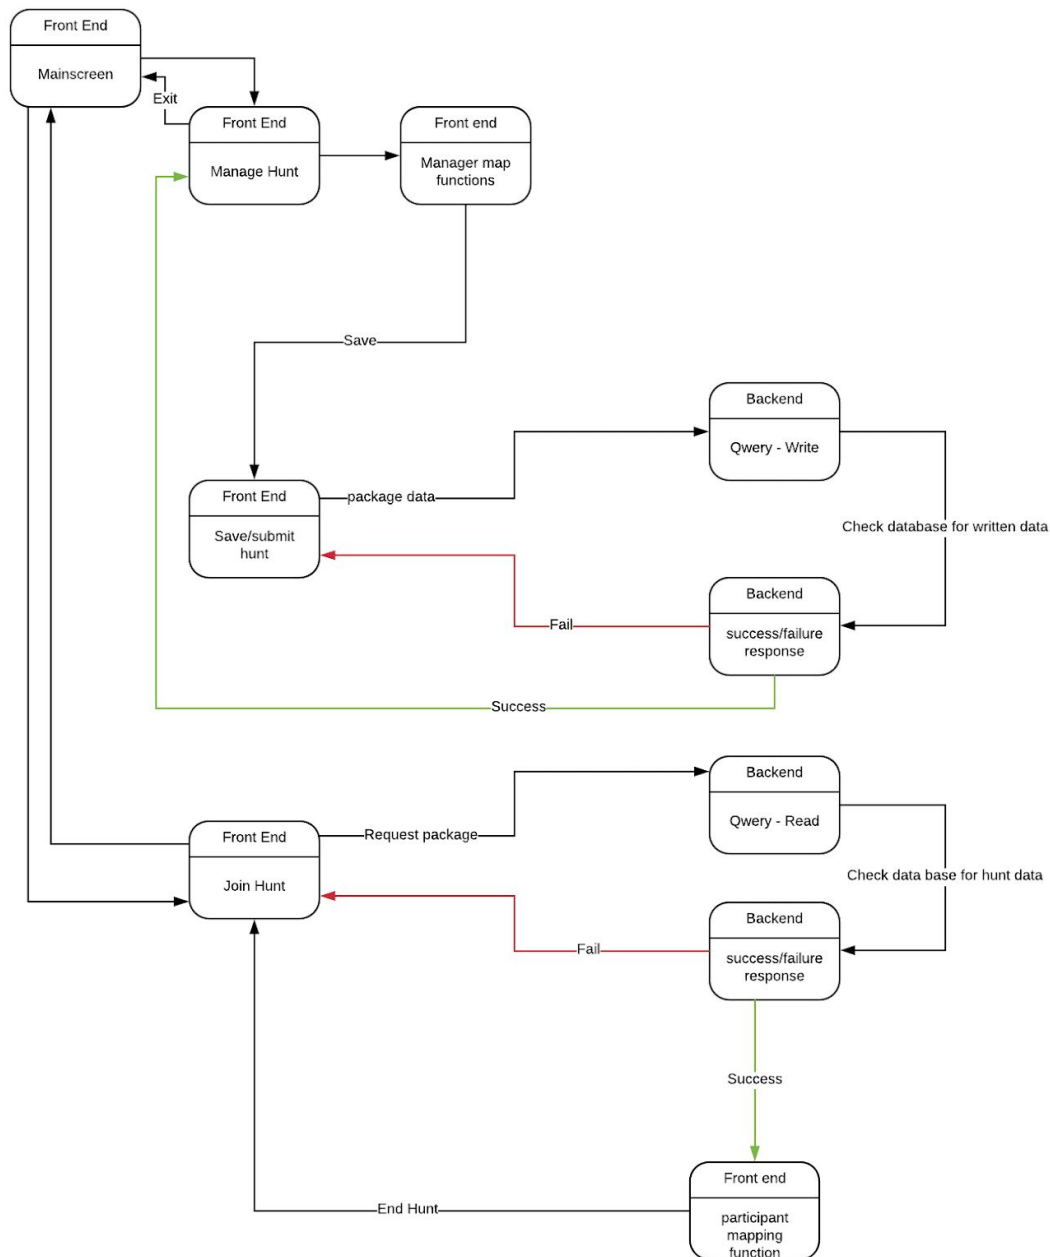 Front End
Mainscreen
Exit
Front End
Manage Hunt
Front end
Manager map
functions
Save
Backend
Qwery - Write
Front End
Save/submit
hunt
package data
Check database for written data
Backend
success/failure
response
Fail
Success
Backend
Qwery - Read
Front End
Join Hunt
Request package
Check data base for hunt data
Backend
success/failure
response
Fail
Success
Front end
participant
mapping
function
End Hunt